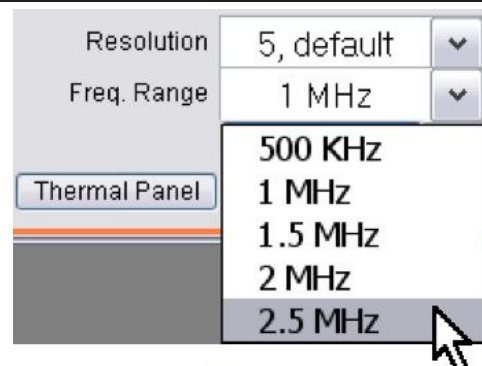 Resolution 5, default
Freq. Range 1 MHz
500 KHz
Thermal Panel 1 MHz
1.5 MHz
2 MHz
2.5 MHz